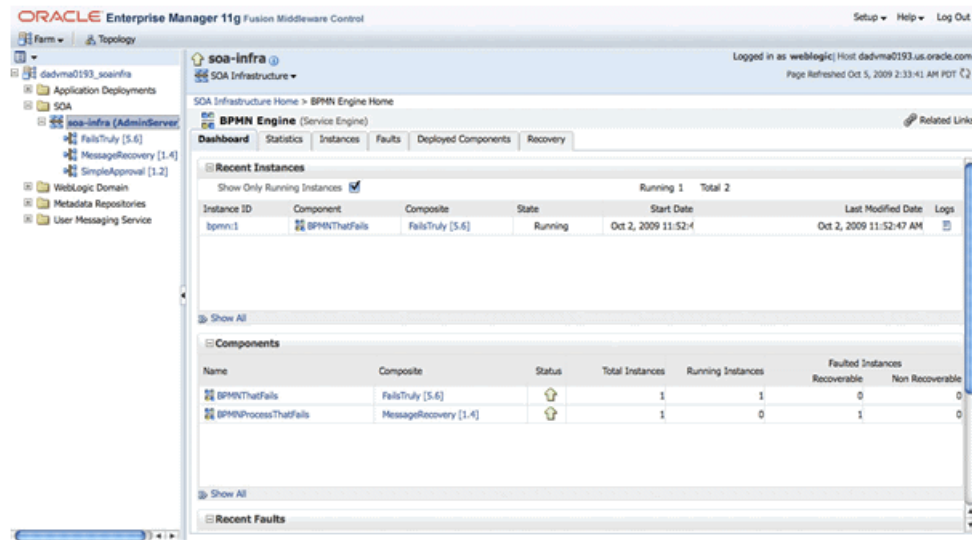 ORACLE Enterprise Manager 11g Fusion Middleware Control
Setup Help Log Out
Farm Topology
soa-infra
Logged in as weblogic| Host dadvma0193.us.oracle.com
SOA Infrastructure
Page Refreshed Oct 5, 2009 2:33:41 AM PDT
dadvma0193_soainfra
Application Deployments
SOA
soa-infra (AdminServer
FailsTruly [5.6]
MessageRecovery [1.4]
SimpleApproval [1.2]
WebLogic Domain
Metadata Repositories
User Messaging Service
SOA Infrastructure Home > BPMN Engine Home
BPMN Engine (Service Engine)
Related Links
Dashboard Statistics Instances Faults Deployed Components Recovery
Recent Instances
Show Only Running Instances Running 1 Total 2
Instance ID Component Composite State Start Date Last Modified Date Logs
bpmn:1 BPMNThatFails FailsTruly [5.6] Running Oct 2, 2009 11:52:4 Oct 2, 2009 11:52:47 AM
Show All
Components
Name Composite Status Total Instances Running Instances Faulted Instances
Recoverable Non Recoverable
BPMNThatFails FailsTruly [5.6] 1 1 0 0
BPMNProcessThatFails MessageRecovery [1.4] 1 0 1 0
Show All
Recent Faults